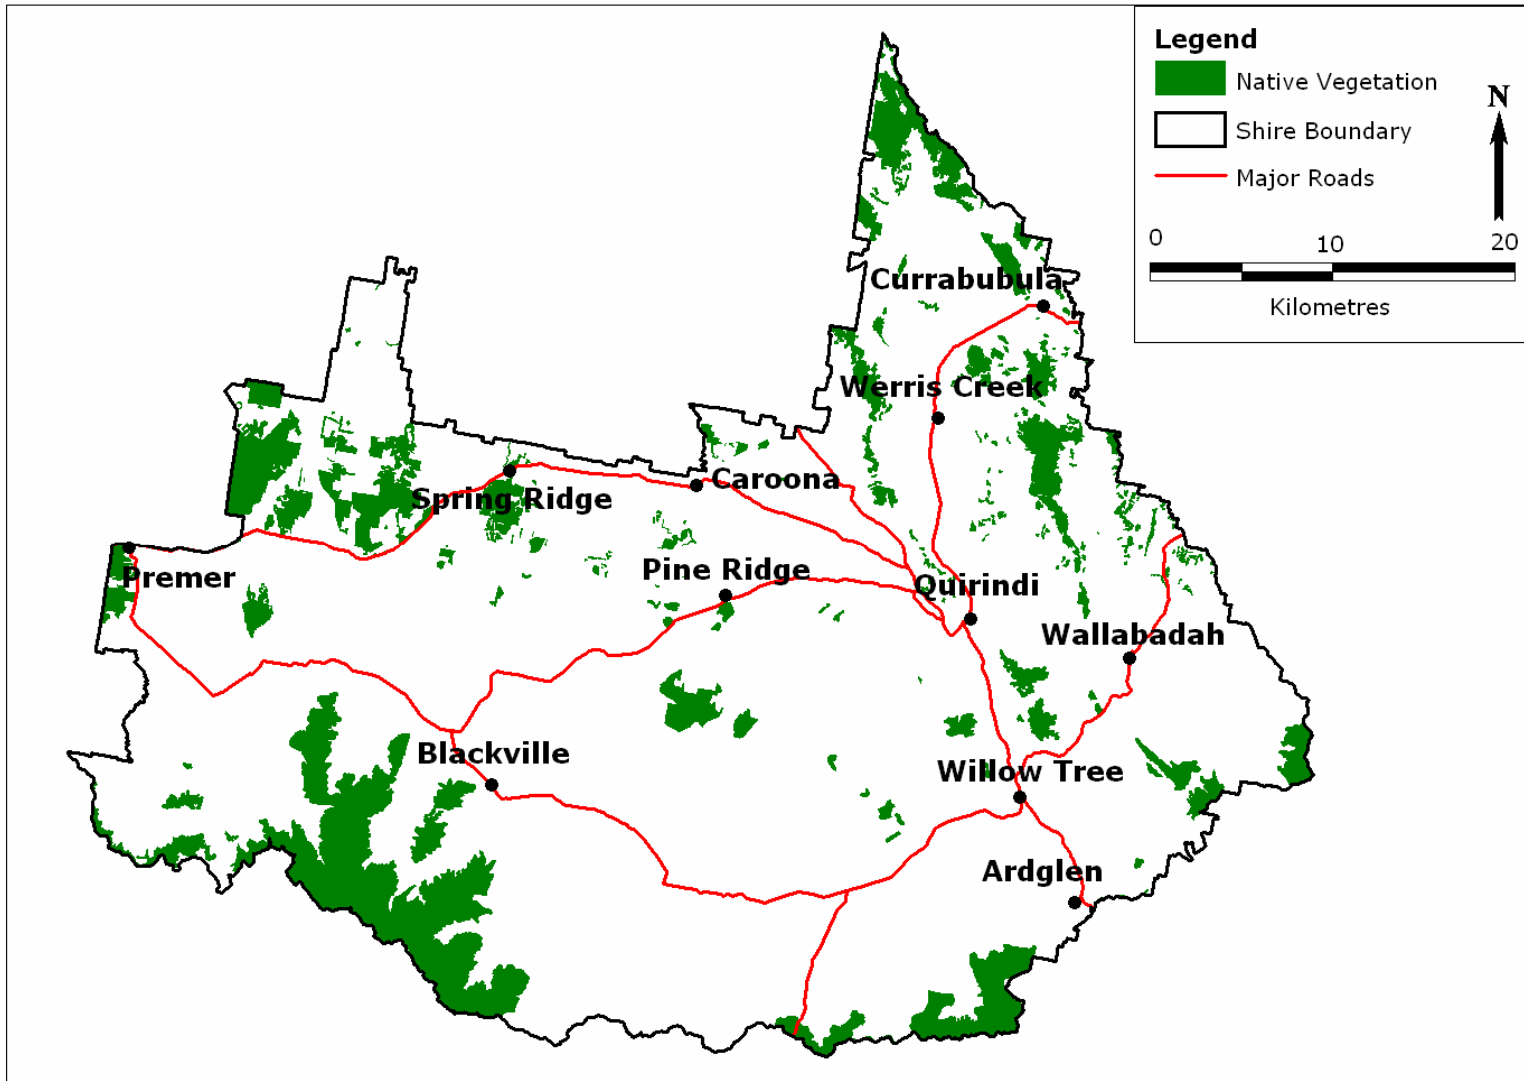 Legend
Native Vegetation
Shire Boundary
Major Roads
N
0 10 20
Kilometres
Currabubula
Werris Creek
Caroona
Spring Ridge
Pine Ridge
Premer
Quirindi
Wallabadah
Blackville
Willow Tree
Ardglen